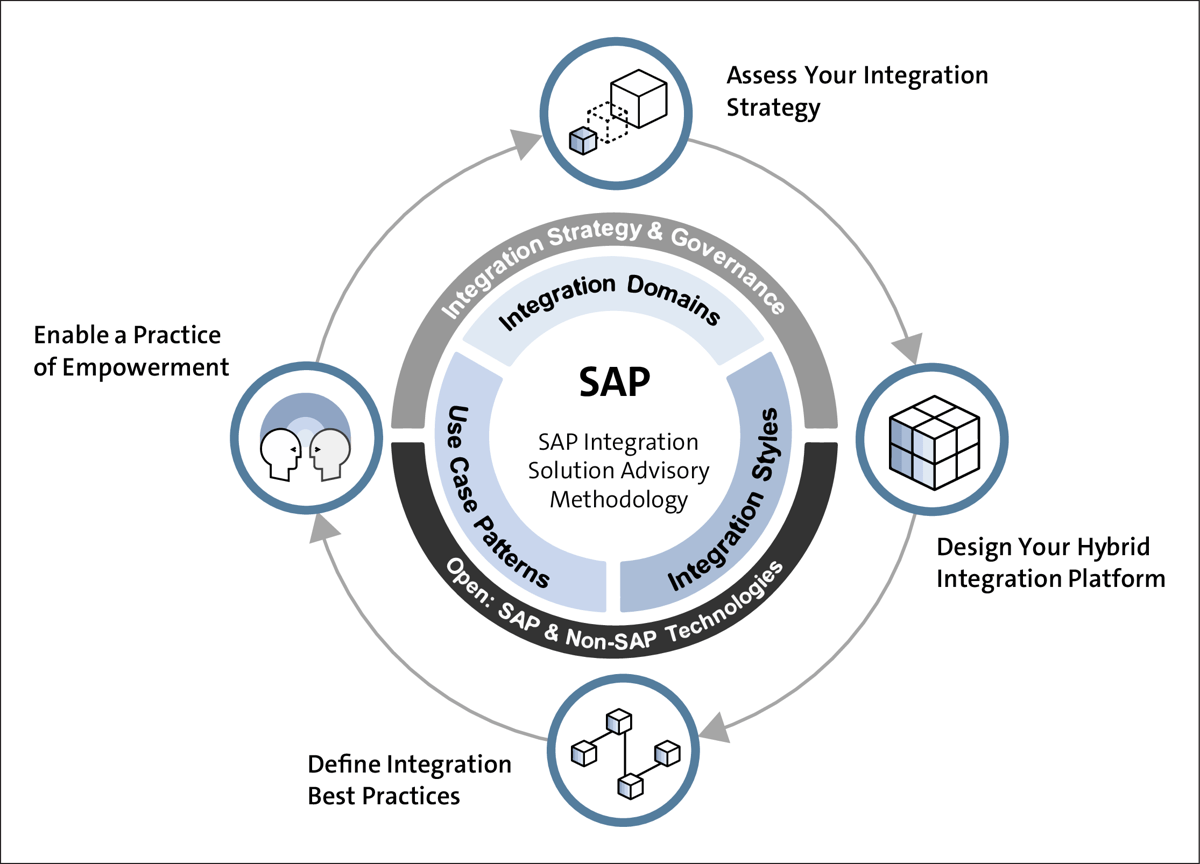 Assess Your Integration
Strategy
Integration Strategy & Governance
Integration Domains
Enable a Practice
of Empowerment
SAP
SAP Integration
Solution Advisory
Methodology
Use Case Patterns
Integration Styles
Open: SAP & Non-SAP Technologies
Design Your Hybrid
Integration Platform
Define Integration
Best Practices